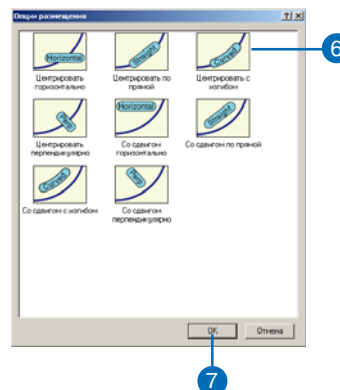 Опции размещения
Horizontal
Straight
Curved
6
Центрировать горизонтально
Центрировать по прямой
Центрировать с изгибом
Perp
Horizontal
Straight
Центрировать перпендикулярно
Со сдвигом горизонтально
Со сдвигом по прямой
Curved
Perp
Со сдвигом с изгибом
Со сдвигом перпендикулярно
OK
Отмена
7